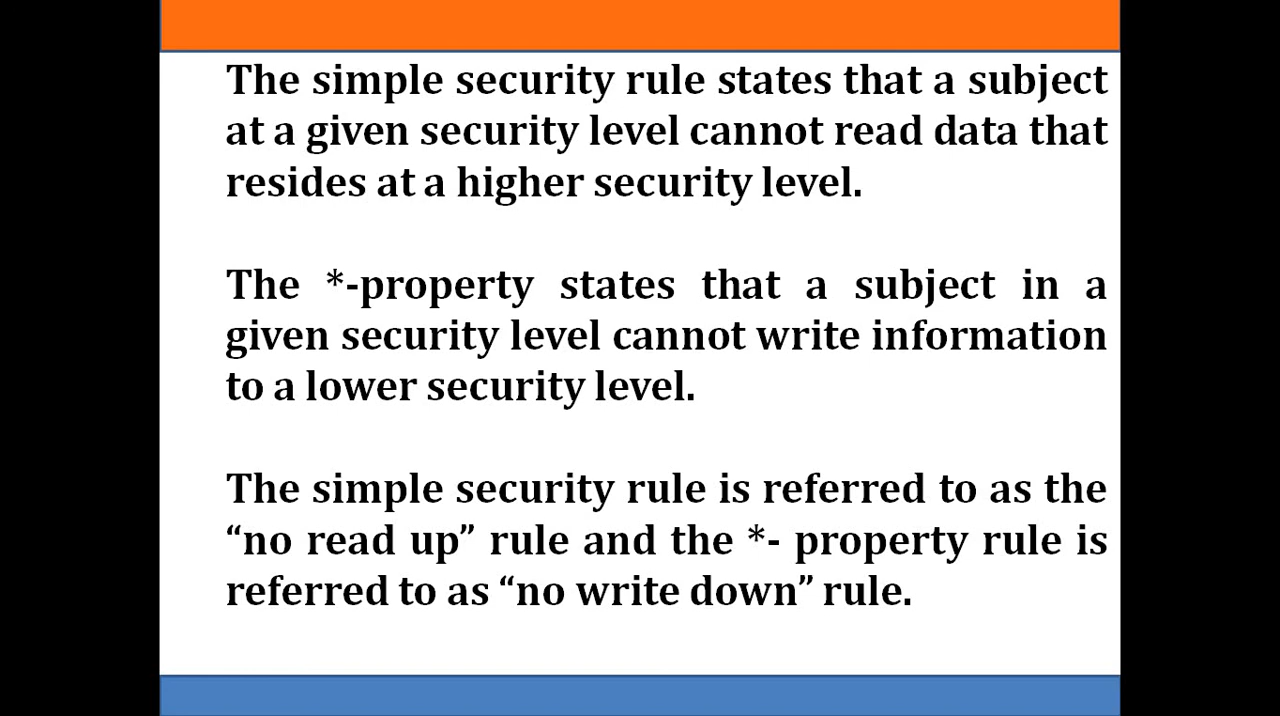 The simple security rule states that a subject
at a given security level cannot read data that
resides at a higher security level.
The *-property states that a subject in a
given security level cannot write information
to a lower security level.
The simple security rule is referred to as the
“no read up” rule and the *- property rule is
referred to as “no write down” rule.